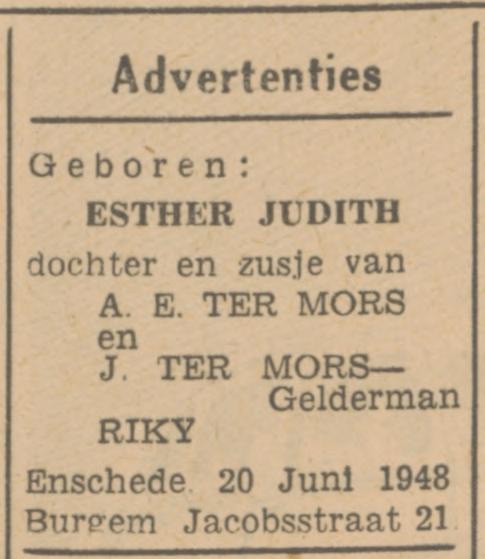 Advertenties
Geboren:
ESTHER JUDITH
dochter en zusje van
A. E. TER MORS
en
J. TER MORS—
Gelderman
RIKY
Enschede. 20 Juni 1948
Burgem Jacobsstraat 21